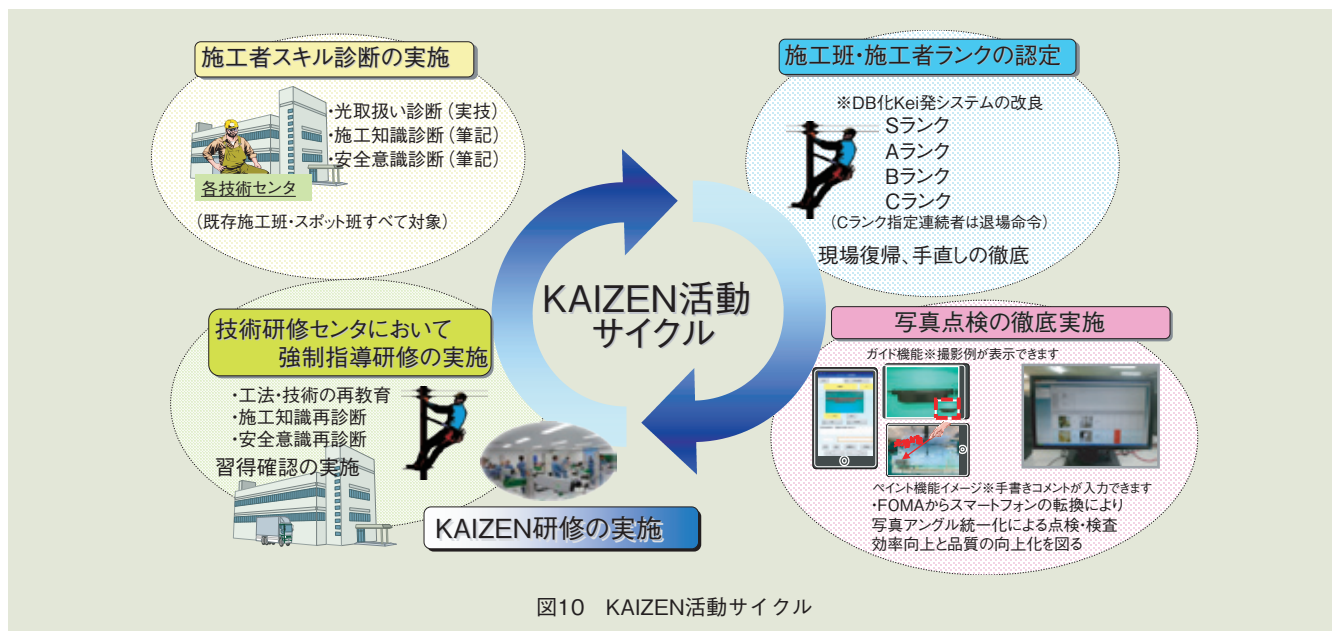 施工者スキル診断の実施
・光取扱い診断（実技）
・施工知識診断（筆記）
・安全意識診断（筆記）
各技術センタ
（既存施工班・スポット班すべて対象）
施工班・施工者ランクの認定
※DB化Kei発システムの改良
Sランク
Aランク
Bランク
Cランク
（Cランク指定連続者は退場命令）
現場復帰、手直しの徹底
KAIZEN活動
サイクル
技術研修センタにおいて
強制指導研修の実施
・工法・技術の再教育
・施工知識再診断
・安全意識再診断
習得確認の実施
KAIZEN研修の実施
写真点検の徹底実施
ガイド機能※撮影例が表示できます
ペイント機能イメージ※手書きコメントが入力できます
・FOMAからスマートフォンの転換により
写真アングル統一化による点検・検査
効率向上と品質の向上化を図る
図10　KAIZEN活動サイクル